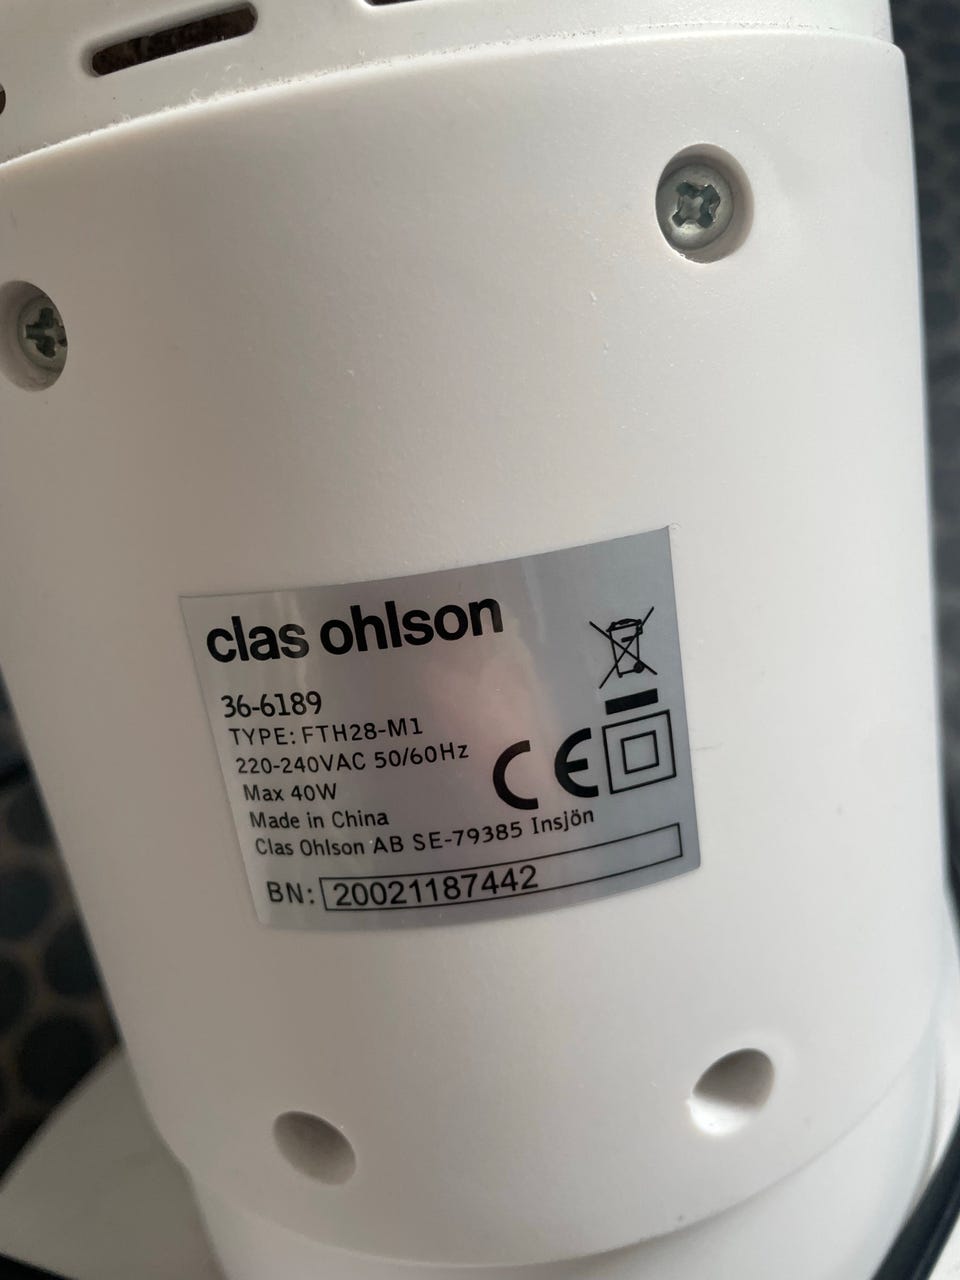 clas ohlson
36-6189
TYPE: FTH28-M1
220-240VAC 50/60Hz
Max 40W
Made in China
Clas Ohlson AB SE-79385 Insjön
CE
BN: 20021187442